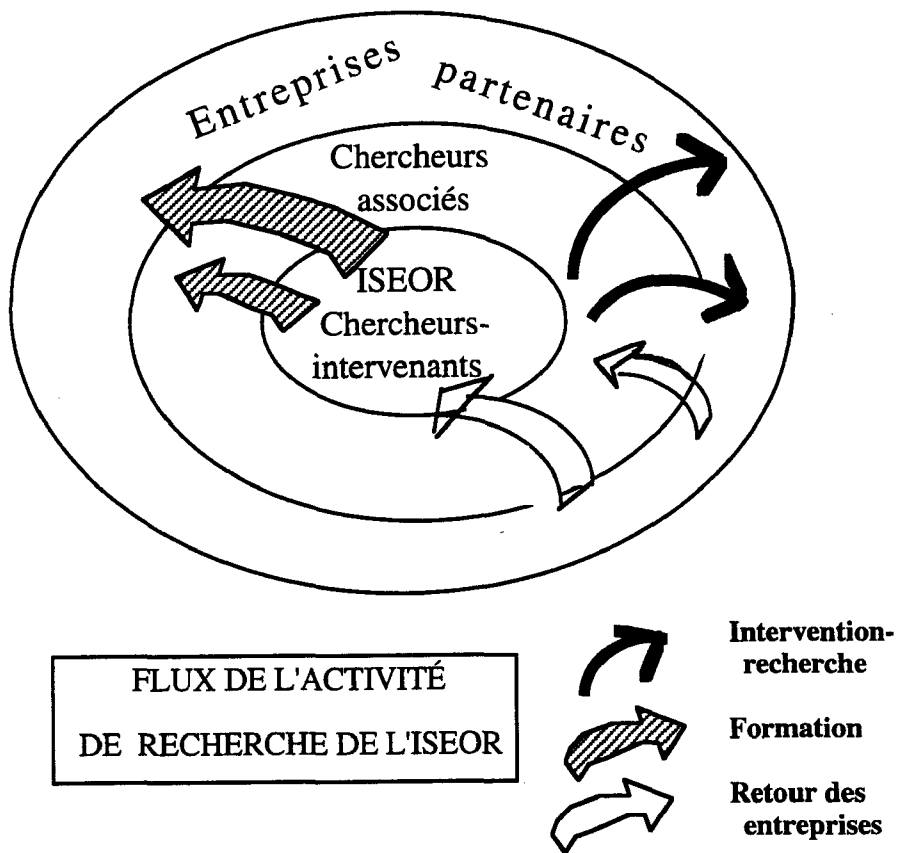 Entreprises partenaires
Chercheurs
associés
ISEOR
Chercheurs-
intervenants
FLUX DE L'ACTIVITÉ
DE RECHERCHE DE L'ISEOR
Intervention-
recherche
Formation
Retour des
entreprises